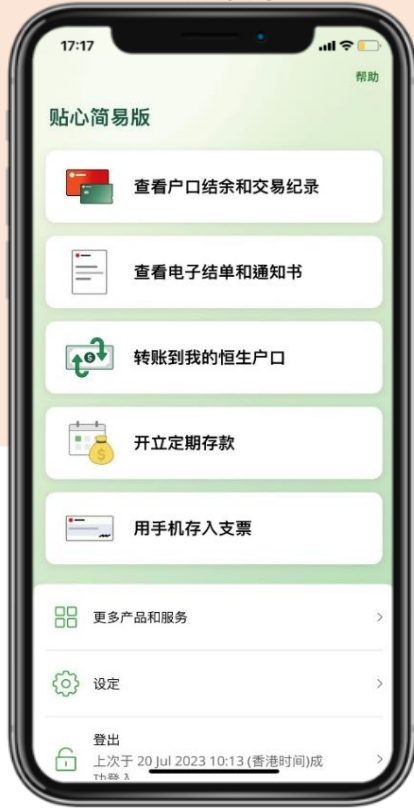 17:17
帮助
贴心简易版
查看户口结余和交易纪录
查看电子结单和通知书
转账到我的恒生户口
开立定期存款
用手机存入支票
更多产品和服务
设定
登出
上次于 20 Jul 2023 10:13 (香港时间)成
功登入